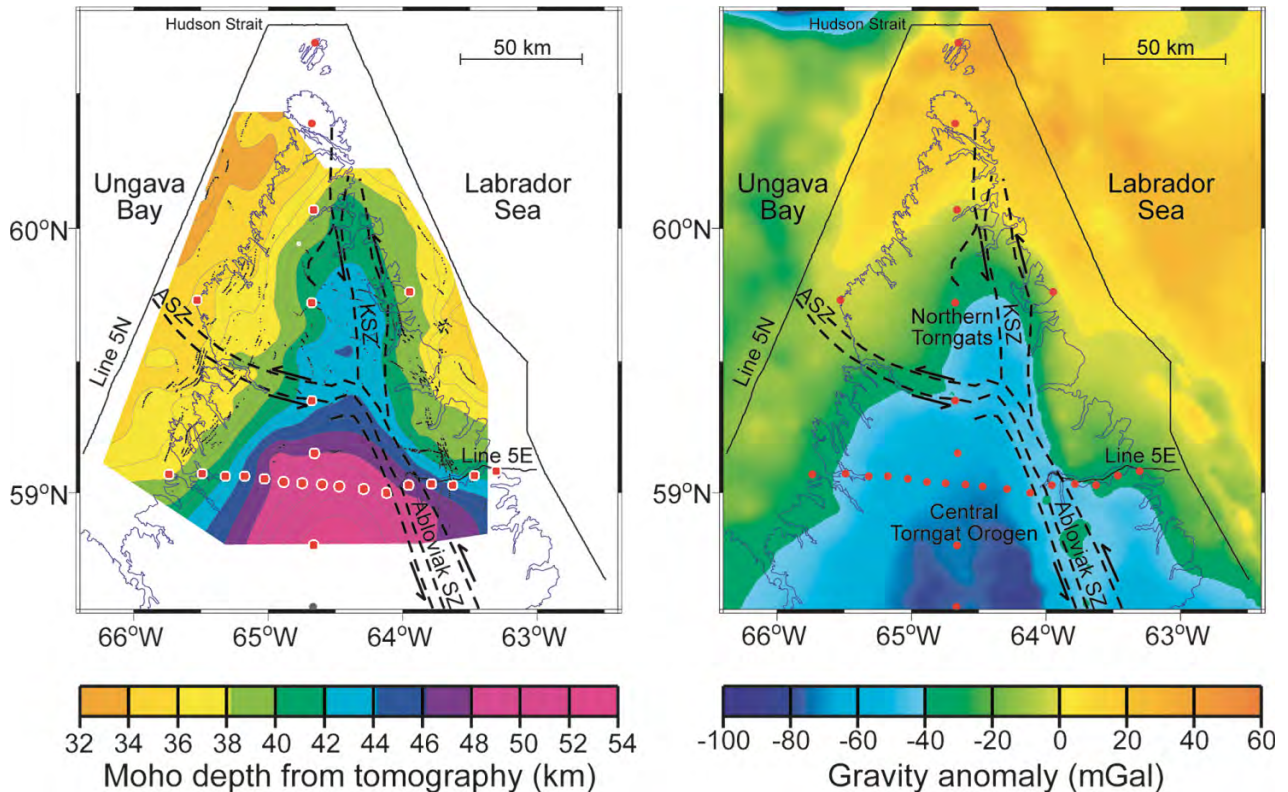 Hudson Strait
50 km
Ungava
Bay
Labrador
Sea
60°N
ASZ
KSZ
Line 5N
Line 5E
59°N
Abloviak SZ
66°W
65°W
64°W
63°W
32 34 36 38 40 42 44 46 48 50 52 54
Moho depth from tomography (km)
Hudson Strait
50 km
Ungava
Bay
Labrador
Sea
60°N
ASZ
Northern
Torngats
KSZ
Line 5N
Line 5E
59°N
Central
Torngat Orogen
Abloviak SZ
66°W
65°W
64°W
63°W
-100 -80 -60 -40 -20 0 20 40 60
Gravity anomaly (mGal)